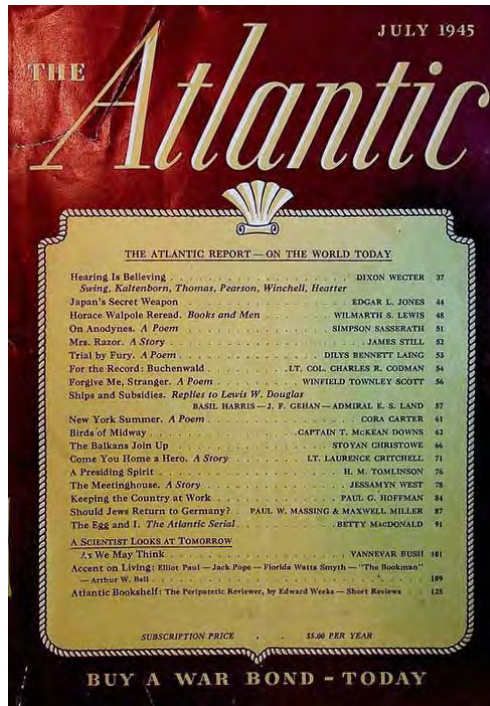 JULY 1945
THE
Atlantic
THE ATLANTIC REPORT — ON THE WORLD TODAY
Hearing Is Believing . . . . . . . . . . . . . . . . DIXON WECTER 37
Swing, Kaltenborn, Thomas, Pearson, Winchell, Heatter
Japan's Secret Weapon . . . . . . . . . . . . . . . . EDGAR L. JONES 44
Horace Walpole Reread. Books and Men . . . . . . . . WILMARTH S. LEWIS 48
On Anodynes. A Poem . . . . . . . . . . . . . . . . SIMPSON SASSERATH 51
Mrs. Razor. A Story . . . . . . . . . . . . . . . . JAMES STILL 52
Trial by Fury. A Poem . . . . . . . . . . . . . . . DILYS BENNETT LAING 53
For the Record: Buchenwald . . . . . . . . . LT. COL. CHARLES R. CODMAN 54
Forgive Me, Stranger. A Poem . . . . . . . . . WINFIELD TOWNLEY SCOTT 56
Ships and Subsidies. Replies to Lewis W. Douglas
BASIL HARRIS — J. F. GEHAN — ADMIRAL E. S. LAND 57
New York Summer. A Poem . . . . . . . . . . . . . . CORA CARTER 61
Birds of Midway . . . . . . . . . . . . . . CAPTAIN T. McKEAN DOWNS 62
The Balkans Join Up . . . . . . . . . . . . . . . STOYAN CHRISTOWE 66
Come You Home a Hero. A Story . . . . . . . . LT. LAURENCE CRITCHELL 71
A Presiding Spirit . . . . . . . . . . . . . . . . H. M. TOMLINSON 76
The Meetinghouse. A Story . . . . . . . . . . . . . JESSAMYN WEST 78
Keeping the Country at Work . . . . . . . . . . . PAUL G. HOFFMAN 84
Should Jews Return to Germany? PAUL W. MASSING & MAXWELL MILLER 87
The Egg and I. The Atlantic Serial . . . . . . . . BETTY MACDONALD 91
A SCIENTIST LOOKS AT TOMORROW
As We May Think . . . . . . . . . . . . . . . . . VANNEVAR BUSH 101
Accent on Living: Elliot Paul — Jack Pope — Florida Watts Smyth — "The Bookman"
— Arthur W. Bell . . . . . . . . . . . . . . . . . . . . . . 109
Atlantic Bookshelf: The Peripatetic Reviewer, by Edward Weeks — Short Reviews . . 125
SUBSCRIPTION PRICE . . $5.00 PER YEAR
BUY A WAR BOND - TODAY